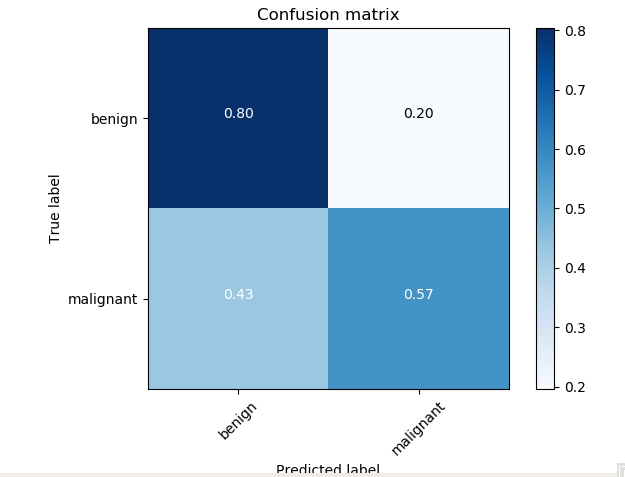 Confusion matrix
benign
0.80
0.20
malignant
0.43
0.57
True label
benign
malignant
Predicted label
0.8
0.7
0.6
0.5
0.4
0.3
0.2